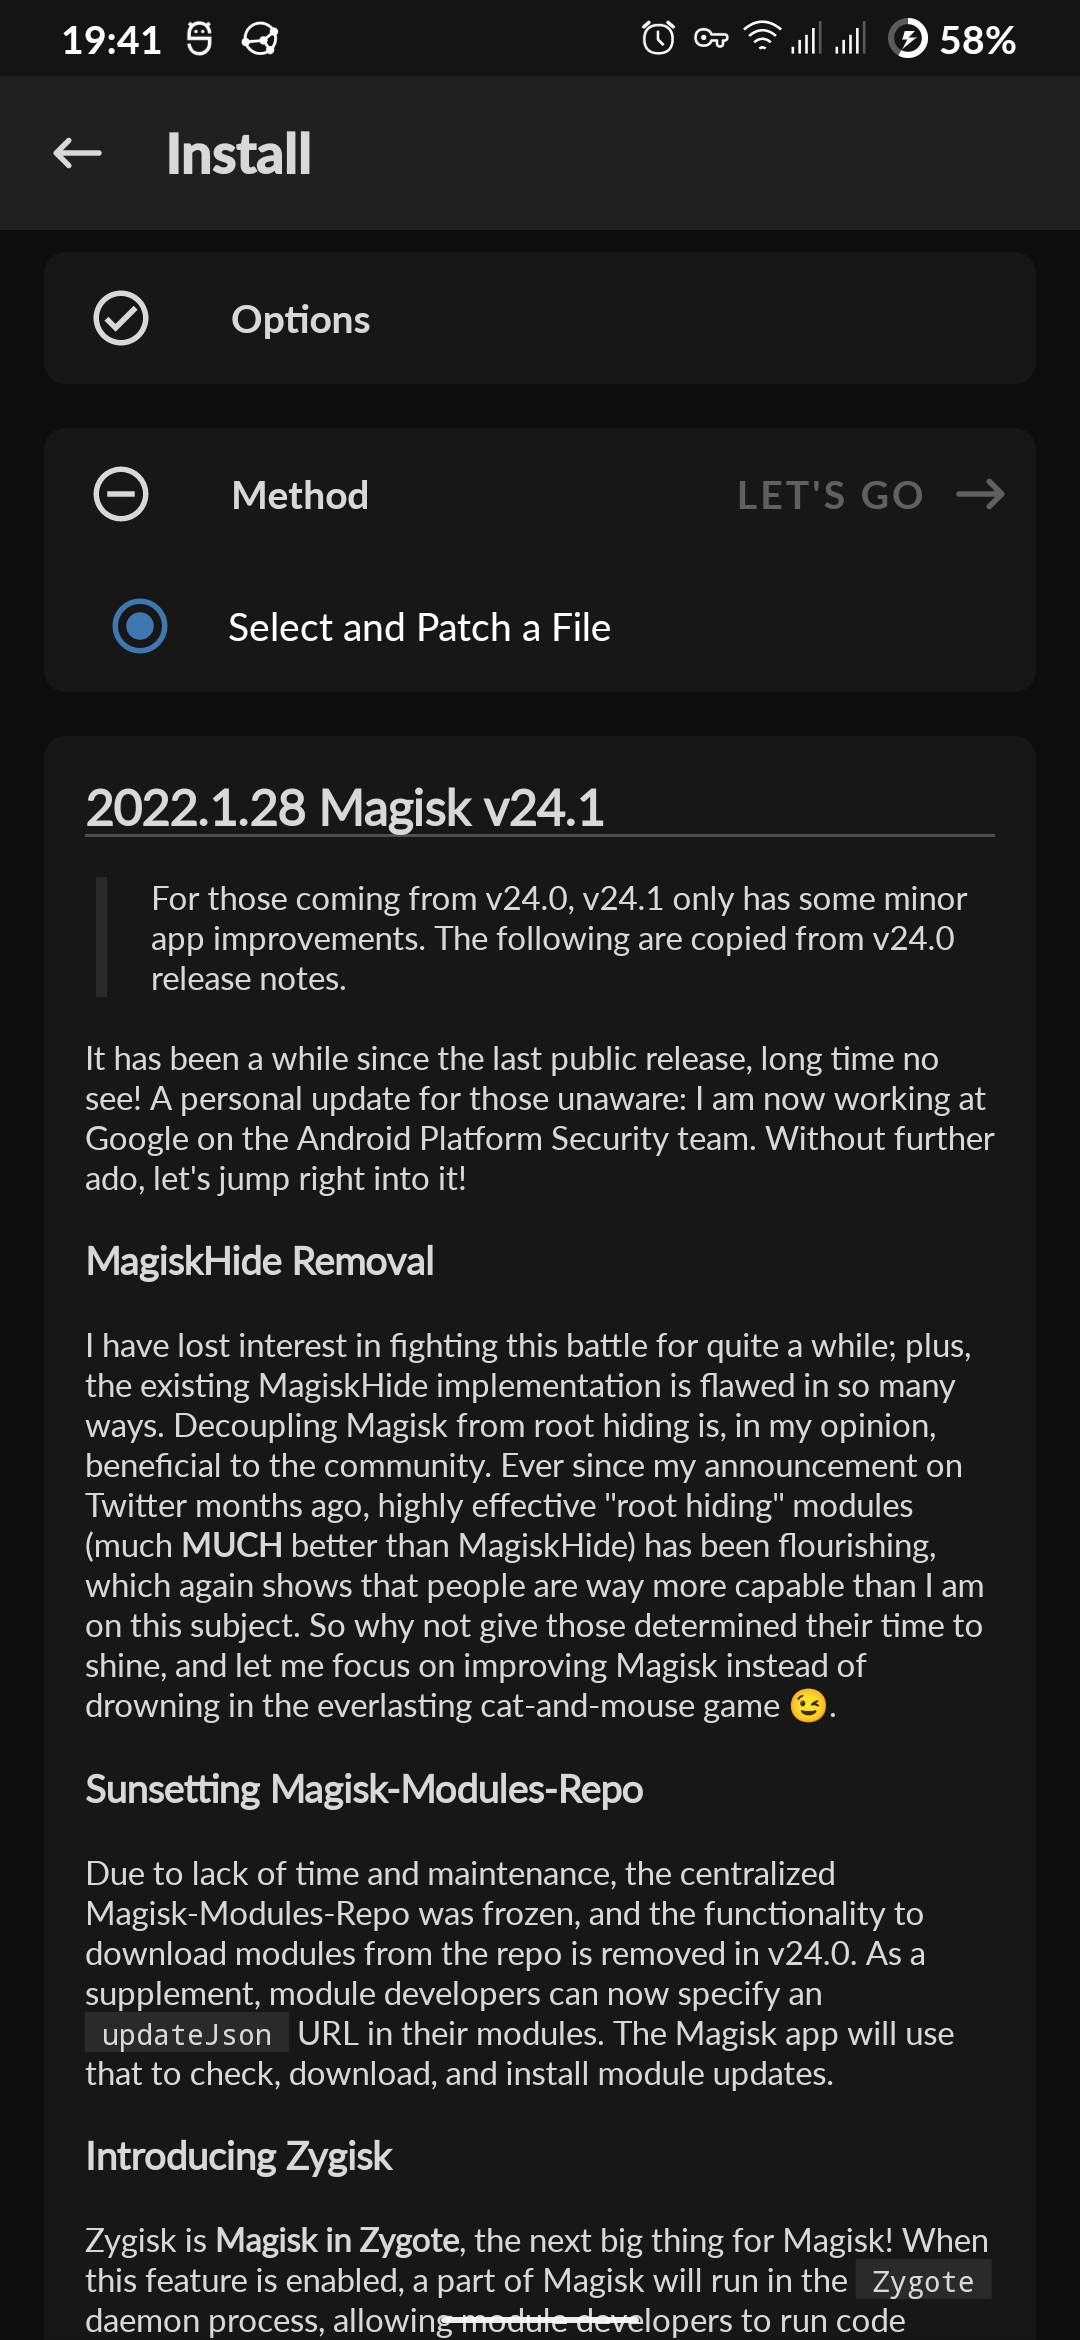 19:41
58%
Install
Options
Method
LET'S GO
Select and Patch a File
2022.1.28 Magisk v24.1
For those coming from v24.0, v24.1 only has some minor
app improvements. The following are copied from v24.0
release notes.
It has been a while since the last public release, long time no
see! A personal update for those unaware: I am now working at
Google on the Android Platform Security team. Without further
ado, let's jump right into it!
MagiskHide Removal
I have lost interest in fighting this battle for quite a while; plus,
the existing MagiskHide implementation is flawed in so many
ways. Decoupling Magisk from root hiding is, in my opinion,
beneficial to the community. Ever since my announcement on
Twitter months ago, highly effective "root hiding" modules
(much MUCH better than MagiskHide) has been flourishing,
which again shows that people are way more capable than I am
on this subject. So why not give those determined their time to
shine, and let me focus on improving Magisk instead of
drowning in the everlasting cat-and-mouse game 😉.
Sunsetting Magisk-Modules-Repo
Due to lack of time and maintenance, the centralized
Magisk-Modules-Repo was frozen, and the functionality to
download modules from the repo is removed in v24.0. As a
supplement, module developers can now specify an
updateJson URL in their modules. The Magisk app will use
that to check, download, and install module updates.
Introducing Zygisk
Zygisk is Magisk in Zygote, the next big thing for Magisk! When
this feature is enabled, a part of Magisk will run in the Zygote
daemon process, allowing module developers to run code